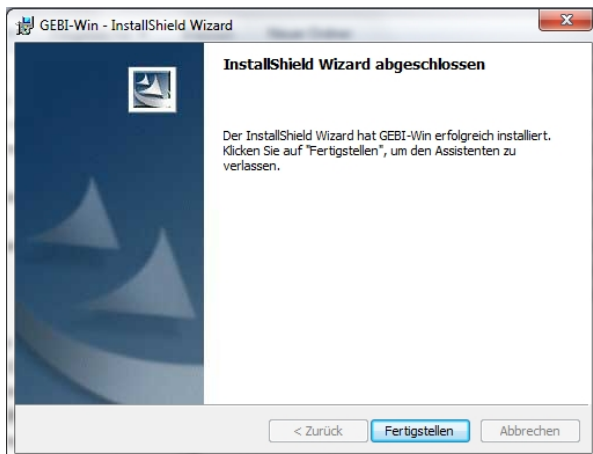 GEBI-Win - InstallShield Wizard
InstallShield Wizard abgeschlossen
Der InstallShield Wizard hat GEBI-Win erfolgreich installiert.
Klicken Sie auf "Fertigstellen", um den Assistenten zu
verlassen.
< Zurück Fertigstellen Abbrechen